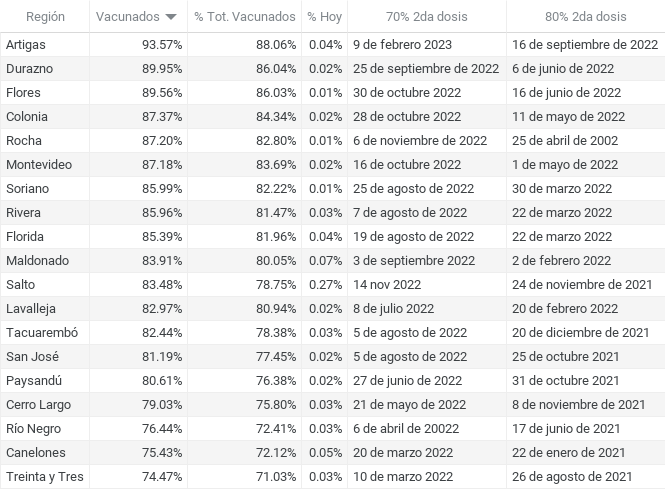 Región Vacunados % Tot. Vacunados % Hoy 70% 2da dosis 80% 2da dosis
Artigas 93.57% 88.06% 0.04% 9 de febrero 2023 16 de septiembre de 2022
Durazno 89.95% 86.04% 0.02% 25 de septiembre de 2022 6 de junio de 2022
Flores 89.56% 86.03% 0.01% 30 de octubre 2022 16 de junio de 2022
Colonia 87.37% 84.34% 0.02% 28 de octubre 2022 11 de mayo de 2022
Rocha 87.20% 82.80% 0.01% 6 de noviembre de 2022 25 de abril de 2002
Montevideo 87.18% 83.69% 0.02% 16 de octubre 2022 1 de mayo de 2022
Soriano 85.99% 82.22% 0.01% 25 de agosto de 2022 30 de marzo 2022
Rivera 85.96% 81.47% 0.03% 7 de agosto de 2022 22 de marzo 2022
Florida 85.39% 81.96% 0.04% 19 de agosto de 2022 22 de marzo 2022
Maldonado 83.91% 80.05% 0.07% 3 de septiembre 2022 2 de febrero 2022
Salto 83.48% 78.75% 0.27% 14 nov 2022 24 de noviembre de 2021
Lavalleja 82.97% 80.94% 0.02% 8 de julio 2022 20 de febrero 2022
Tacuarembó 82.44% 78.38% 0.03% 5 de agosto de 2022 20 de diciembre de 2021
San José 81.19% 77.45% 0.02% 5 de agosto de 2022 25 de octubre 2021
Paysandú 80.61% 76.38% 0.02% 27 de junio de 2022 31 de octubre 2021
Cerro Largo 79.03% 75.80% 0.03% 21 de mayo de 2022 8 de noviembre de 2021
Río Negro 76.44% 72.41% 0.03% 6 de abril de 20022 17 de junio de 2021
Canelones 75.43% 72.12% 0.05% 20 de marzo 2022 22 de enero de 2021
Treinta y Tres 74.47% 71.03% 0.03% 10 de marzo 2022 26 de agosto de 2021